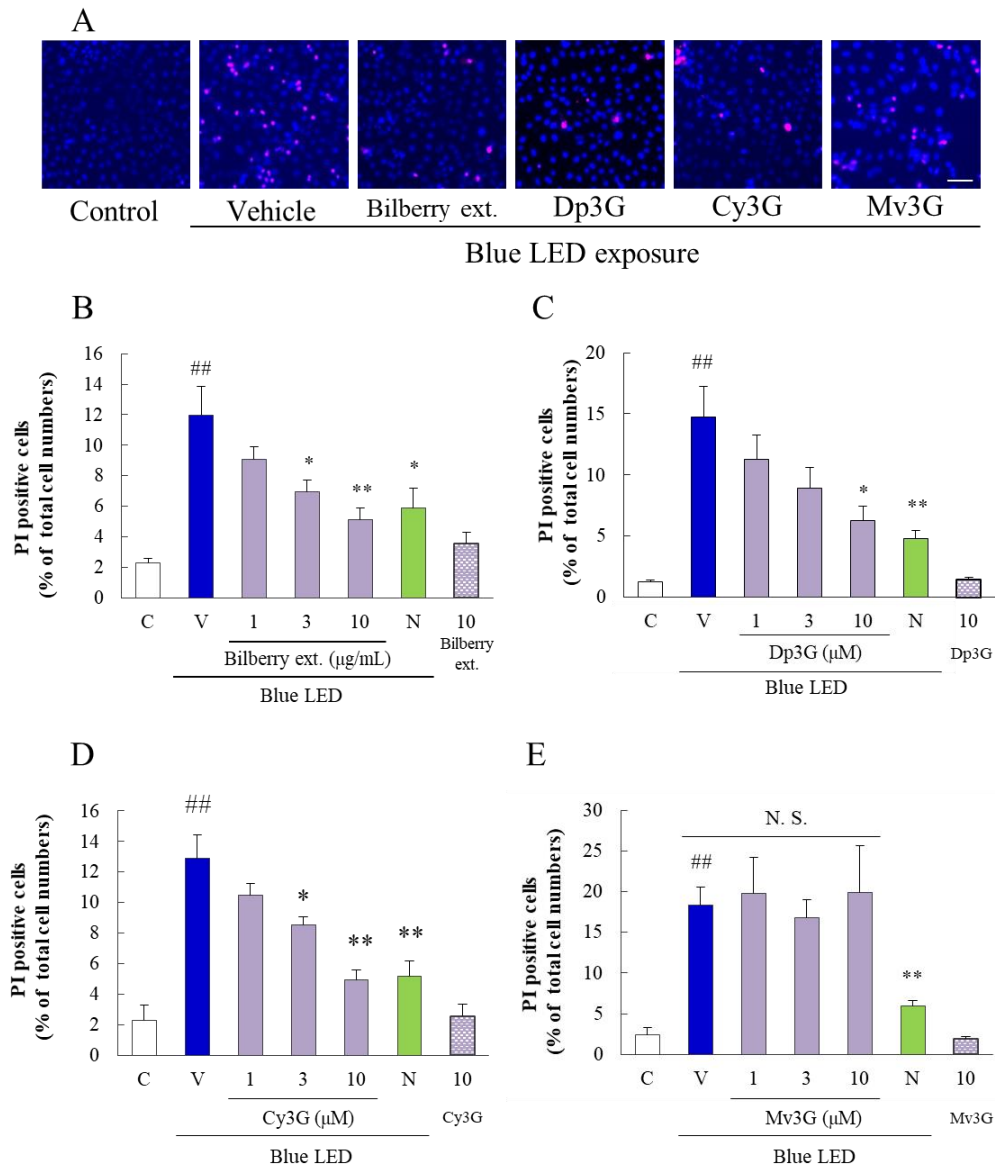 A
Control Vehicle Bilberry ext. Dp3G Cy3G Mv3G
Blue LED exposure
B
PI positive cells
(% of total cell numbers)
16
14
12
10
8
6
4
2
0
##
*
**
*
C V 1 3 10 N 10
Bilberry ext. (μg/mL)
Bilberry
ext.
Blue LED
C
PI positive cells
(% of total cell numbers)
20
15
10
5
0
##
*
**
C V 1 3 10 N 10
Dp3G (μM) Dp3G
Blue LED
D
PI positive cells
(% of total cell numbers)
16
14
12
10
8
6
4
2
0
##
*
**
**
C V 1 3 10 N 10
Cy3G (μM) Cy3G
Blue LED
E
PI positive cells
(% of total cell numbers)
30
25
20
15
10
5
0
N. S.
##
**
C V 1 3 10 N 10
Mv3G (μM) Mv3G
Blue LED